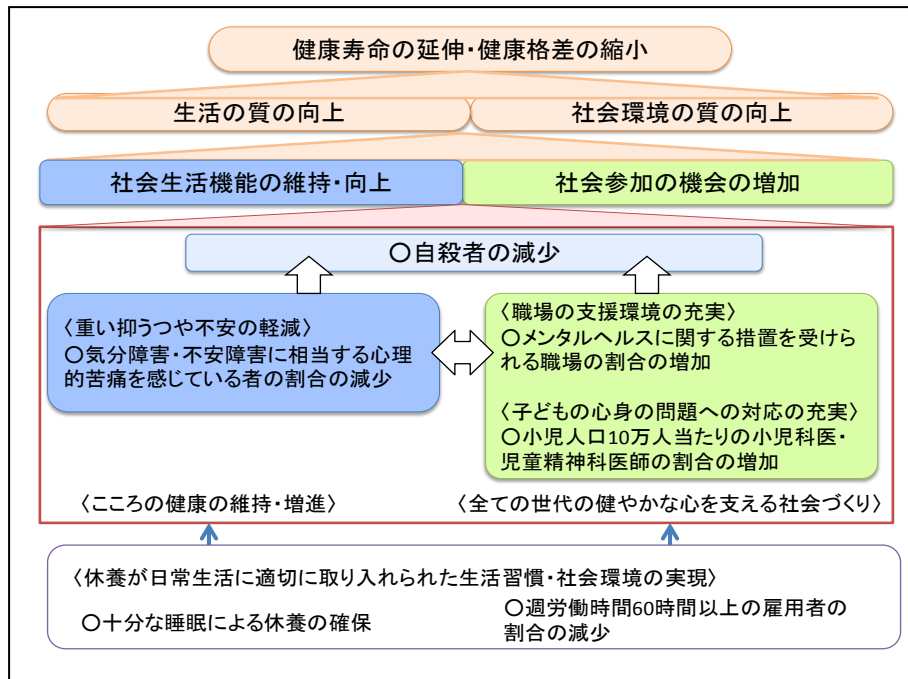 健康寿命の延伸・健康格差の縮小
生活の質の向上
社会環境の質の向上
社会生活機能の維持・向上
社会参加の機会の増加
○自殺者の減少
〈重い抑うつや不安の軽減〉
○気分障害・不安障害に相当する心理
的苦痛を感じている者の割合の減少
〈職場の支援環境の充実〉
○メンタルヘルスに関する措置を受けら
れる職場の割合の増加
〈子どもの心身の問題への対応の充実〉
○小児人口10万人当たりの小児科医・
児童精神科医師の割合の増加
〈こころの健康の維持・増進〉
〈全ての世代の健やかな心を支える社会づくり〉
〈休養が日常生活に適切に取り入れられた生活習慣・社会環境の実現〉
○十分な睡眠による休養の確保
○週労働時間60時間以上の雇用者の
割合の減少